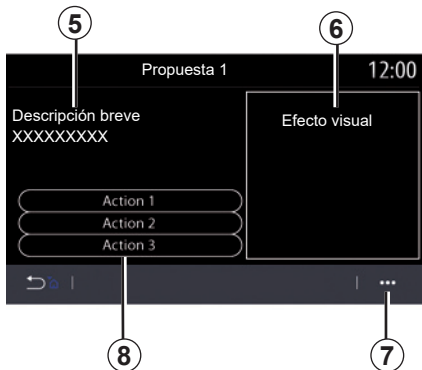 5
6
Propuesta 1
12:00
Descripción breve
XXXXXXXXX
Efecto visual
Action 1
Action 2
Action 3
•••
8
7